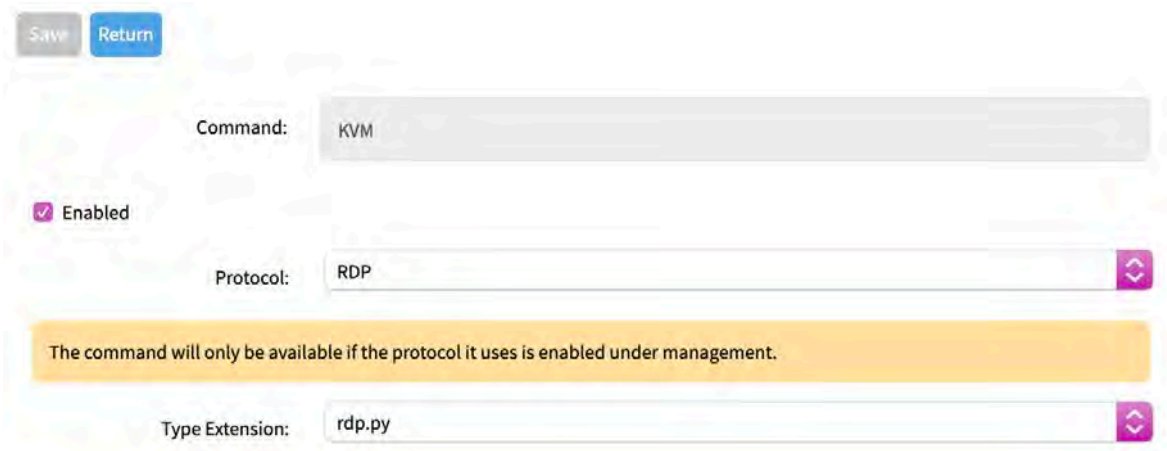 Save Return
Command: KVM
Enabled
Protocol: RDP
The command will only be available if the protocol it uses is enabled under management.
Type Extension: rdp.py